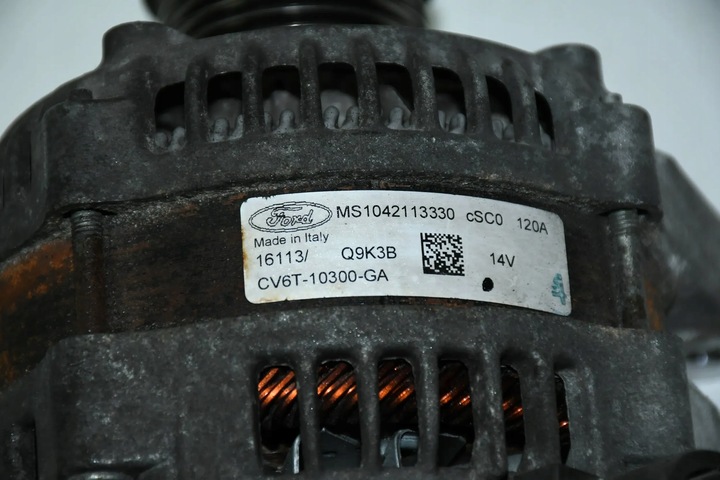 Ford MS1042113330 cSC0 120A
Made in Italy
16113/ Q9K3B 14V
CV6T-10300-GA